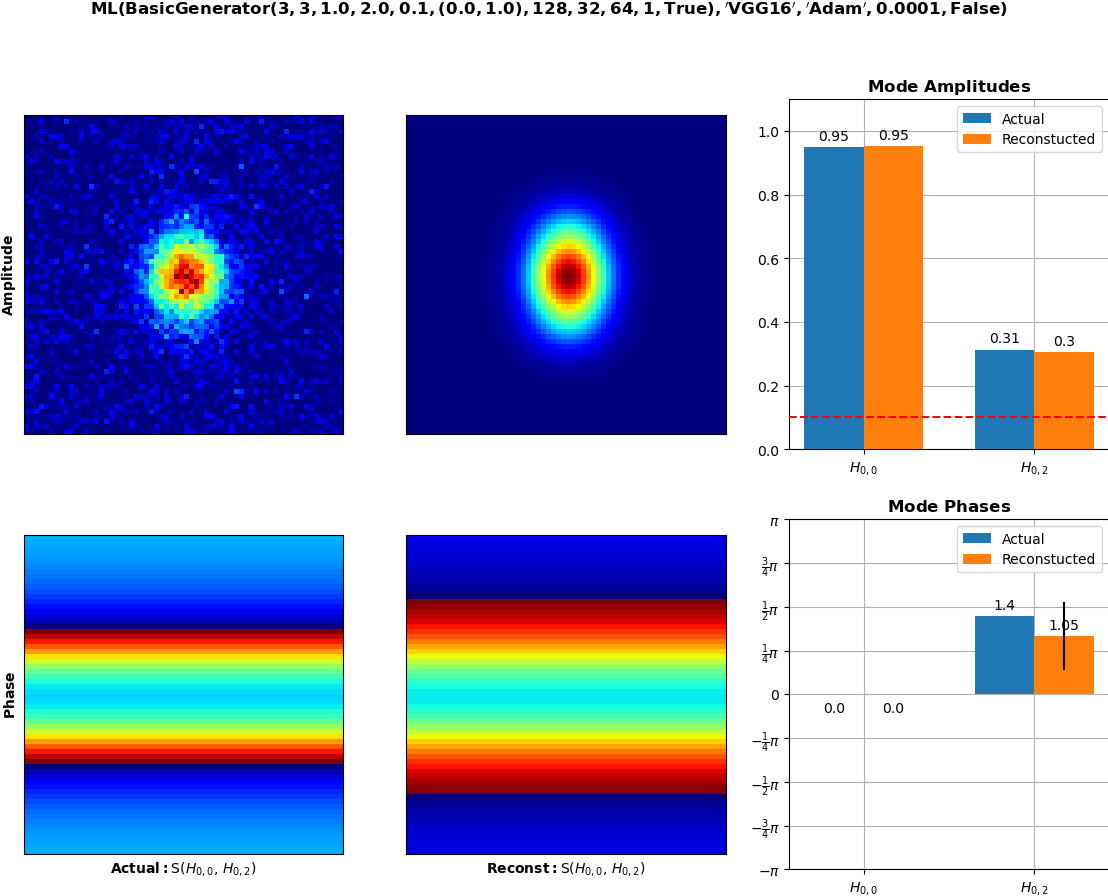 ML(BasicGenerator(3, 3, 1.0, 2.0, 0.1, (0.0, 1.0), 128, 32, 64, 1, True), ′VGG16′, ′Adam′, 0.0001, False)
Amplitude
Mode Amplitudes
Actual
Reconstucted
1.0
0.8
0.6
0.4
0.2
0.0
0.95
0.95
0.31
0.3
H0, 0
H0, 2
Phase
Actual: S(H0, 0, H0, 2)
Reconst: S(H0, 0, H0, 2)
Mode Phases
Actual
Reconstucted
π
3/4π
1/2π
1/4π
0
−1/4π
−1/2π
−3/4π
−π
1.4
1.05
0.0
0.0
H0, 0
H0, 2